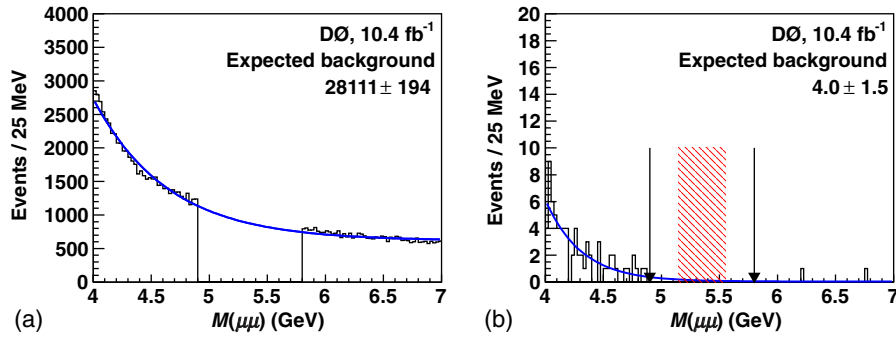 4000
3500
3000
2500
2000
1500
1000
500
0
Events / 25 MeV
DØ, 10.4 fb⁻¹
Expected background
28111 ± 194
4 4.5 5 5.5 6 6.5 7
M(μμ) (GeV)
(a)
20
18
16
14
12
10
8
6
4
2
0
Events / 25 MeV
DØ, 10.4 fb⁻¹
Expected background
4.0 ± 1.5
4 4.5 5 5.5 6 6.5 7
M(μμ) (GeV)
(b)